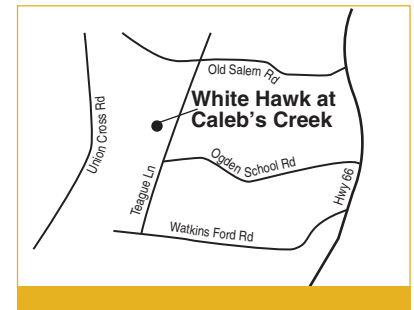 Old Salem Rd
White Hawk at
Caleb's Creek
Union Cross Rd
Ogden School Rd
Teague Ln
Hwy 66
Watkins Ford Rd